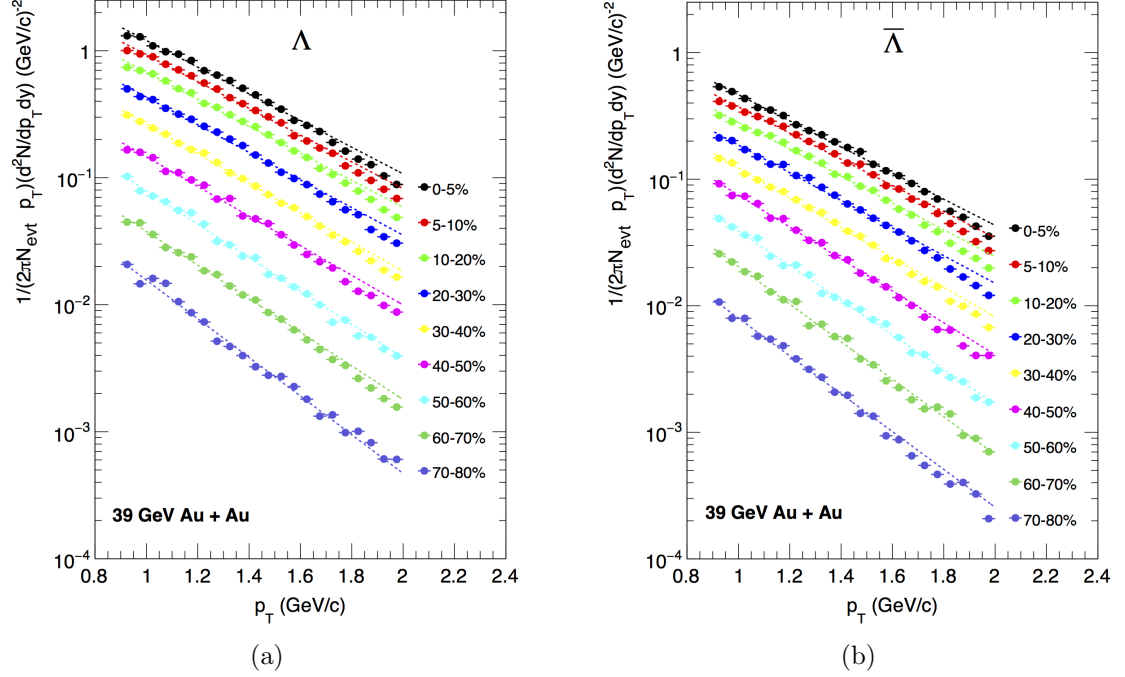 (a)
Λ
1/(2πN_evt p_T)(d²N/dp_T dy) (GeV/c)⁻²
1
10⁻¹
10⁻²
10⁻³
10⁻⁴
0-5%
5-10%
10-20%
20-30%
30-40%
40-50%
50-60%
60-70%
70-80%
39 GeV Au + Au
0.8 1 1.2 1.4 1.6 1.8 2 2.2 2.4
p_T (GeV/c)
(a)
Λ̅
1/(2πN_evt p_T)(d²N/dp_T dy) (GeV/c)⁻²
1
10⁻¹
10⁻²
10⁻³
10⁻⁴
0-5%
5-10%
10-20%
20-30%
30-40%
40-50%
50-60%
60-70%
70-80%
39 GeV Au + Au
0.8 1 1.2 1.4 1.6 1.8 2 2.2 2.4
p_T (GeV/c)
(b)